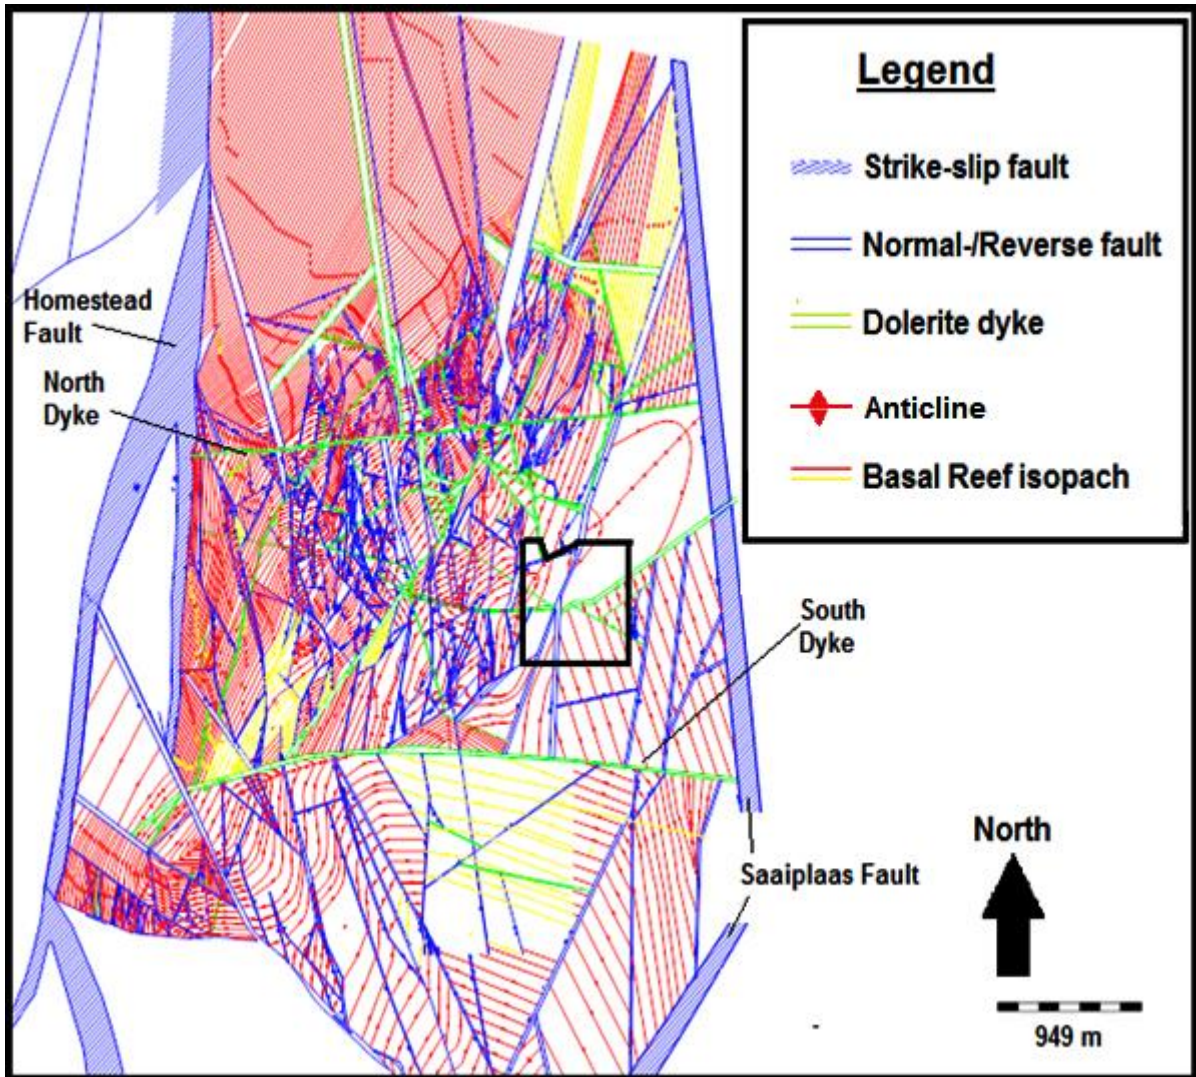 Legend
Strike-slip fault
Normal-/Reverse fault
Dolerite dyke
Anticline
Basal Reef isopach
Homestead
Fault
North
Dyke
South
Dyke
North
Saaiplaas Fault
949 m